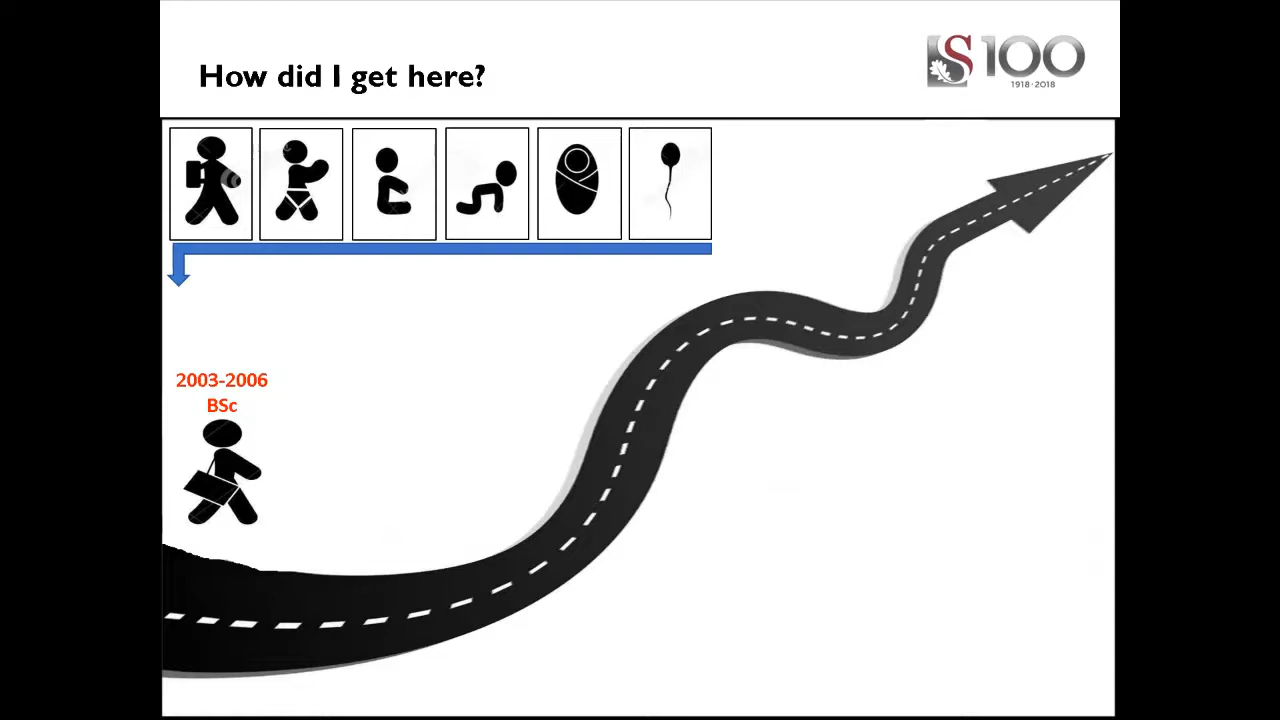 How did I get here?
S100
1918·2018
2003-2006
BSc